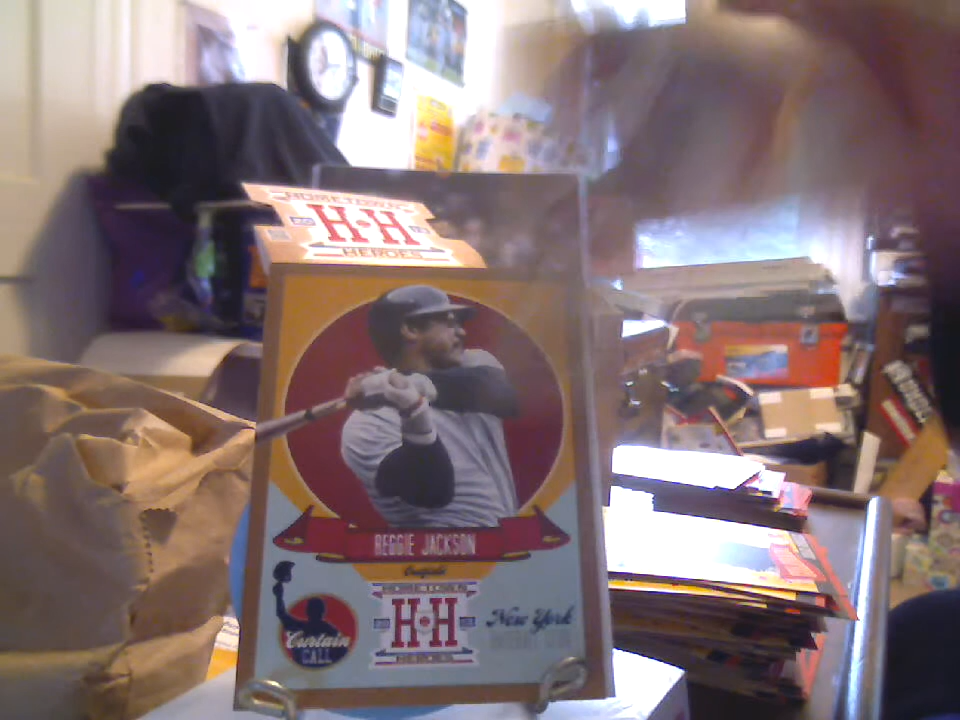 HOMETOWN
H H
HEROES
REGGIE JACKSON
Outfield
HOMETOWN
H H
HEROES
Curtain
CALL
New York